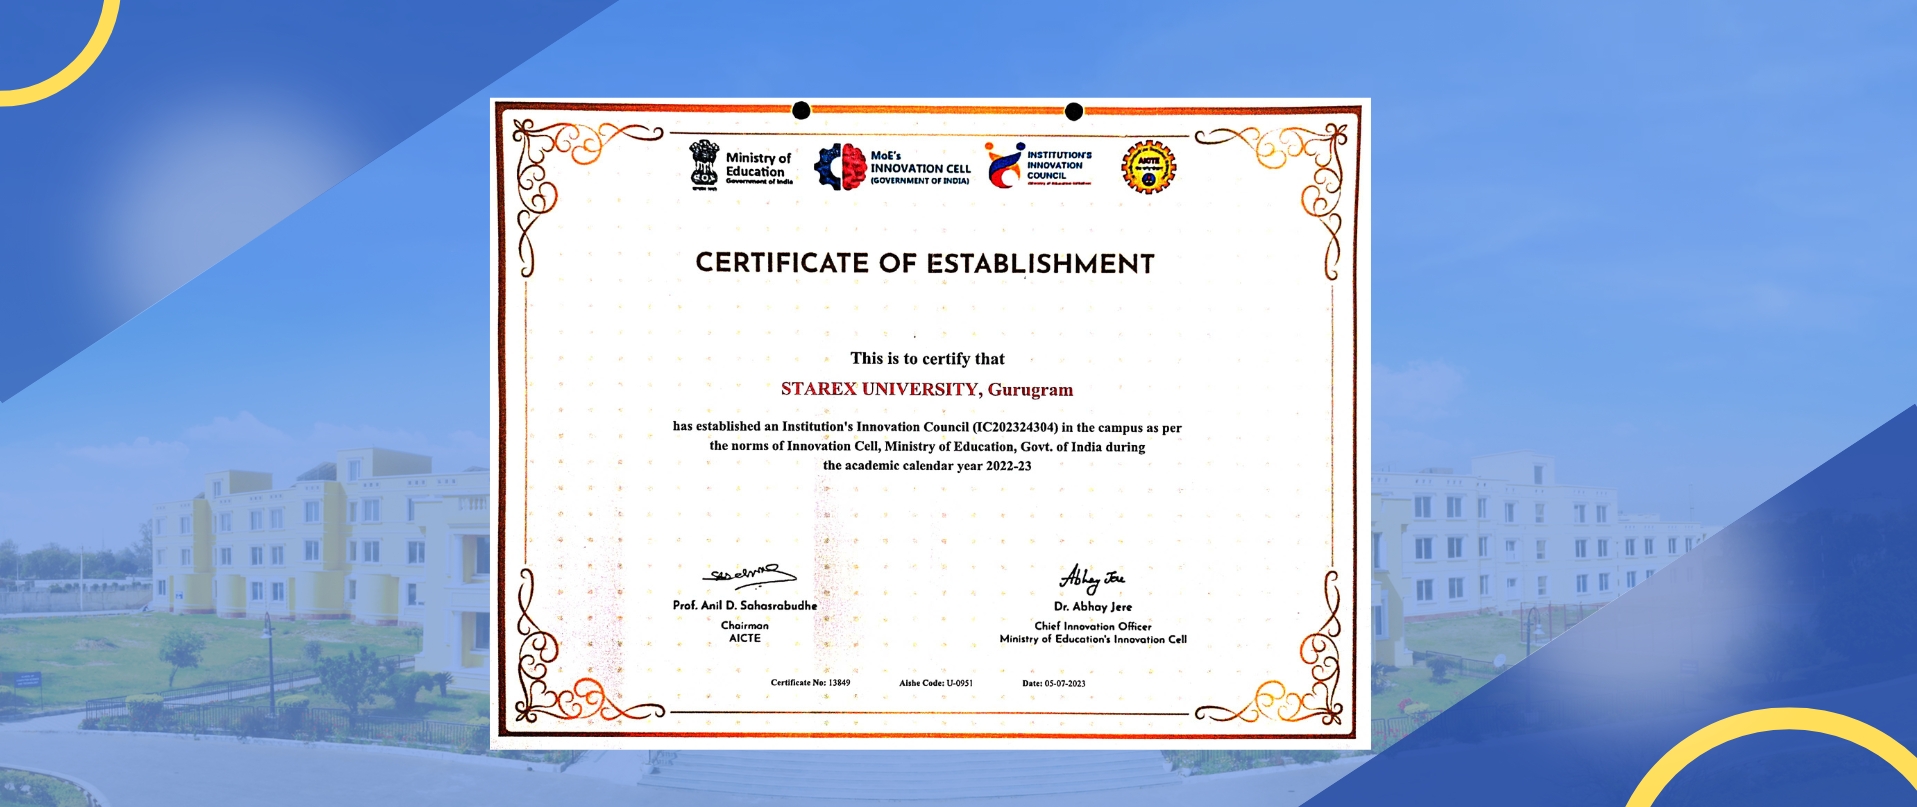 Ministry of
Education
Government of India
MoE's
INNOVATION CELL
(GOVERNMENT OF INDIA)
INSTITUTION'S
INNOVATION
COUNCIL
AICTE
CERTIFICATE OF ESTABLISHMENT
This is to certify that
STAREX UNIVERSITY, Gurugram
has established an Institution's Innovation Council (IC202324304) in the campus as per
the norms of Innovation Cell, Ministry of Education, Govt. of India during
the academic calendar year 2022-23
Abhay Jere
Prof. Anil D. Sahasrabudhe
Chairman
AICTE
Dr. Abhay Jere
Chief Innovation Officer
Ministry of Education's Innovation Cell
Certificate No: 13849 Aishe Code: U-0951 Date: 05-07-2023